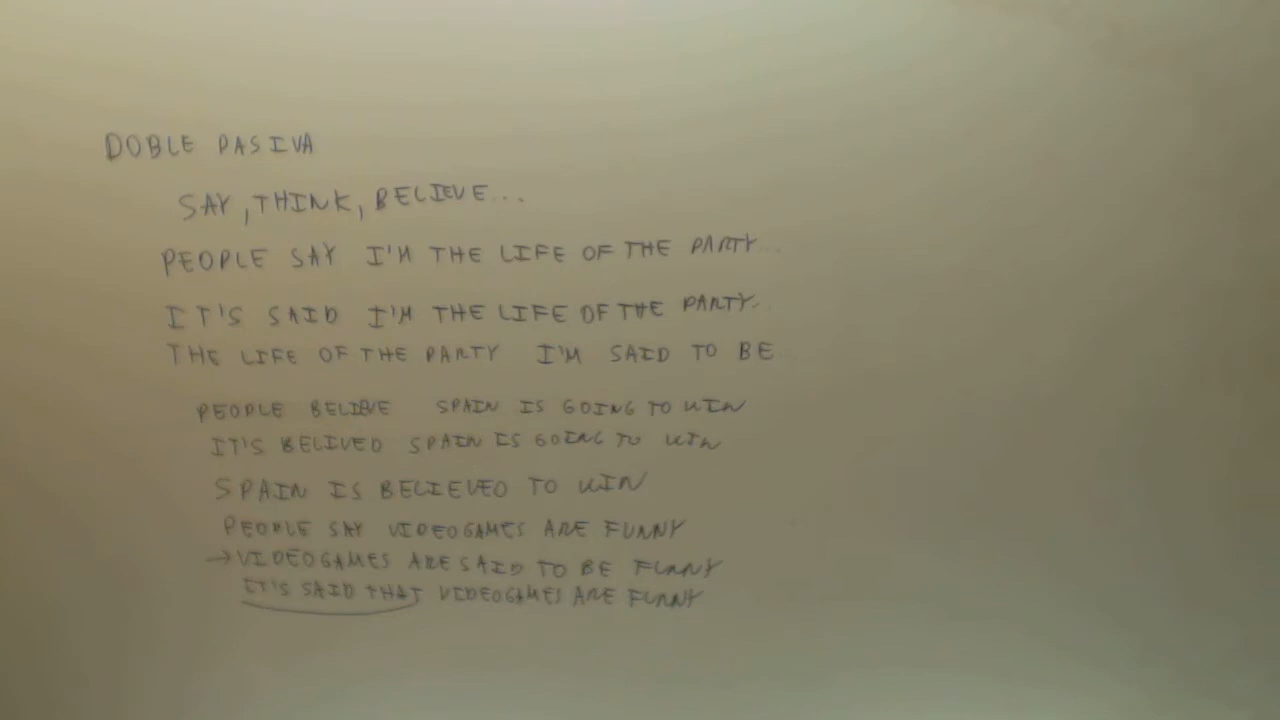 DOBLE PASIVA
SAY, THINK, BELIEVE...
PEOPLE SAY I'M THE LIFE OF THE PARTY...
IT'S SAID I'M THE LIFE OF THE PARTY..
THE LIFE OF THE PARTY I'M SAID TO BE
PEOPLE BELIEVE SPAIN IS GOING TO WIN
IT'S BELIVED SPAIN IS GOING TO WIN
SPAIN IS BELIEVED TO WIN
PEOPLE SAY VIDEOGAMES ARE FUNNY
→VIDEOGAMES ARE SAID TO BE FUNNY
IT'S SAID THAT VIDEOGAMES ARE FUNNY